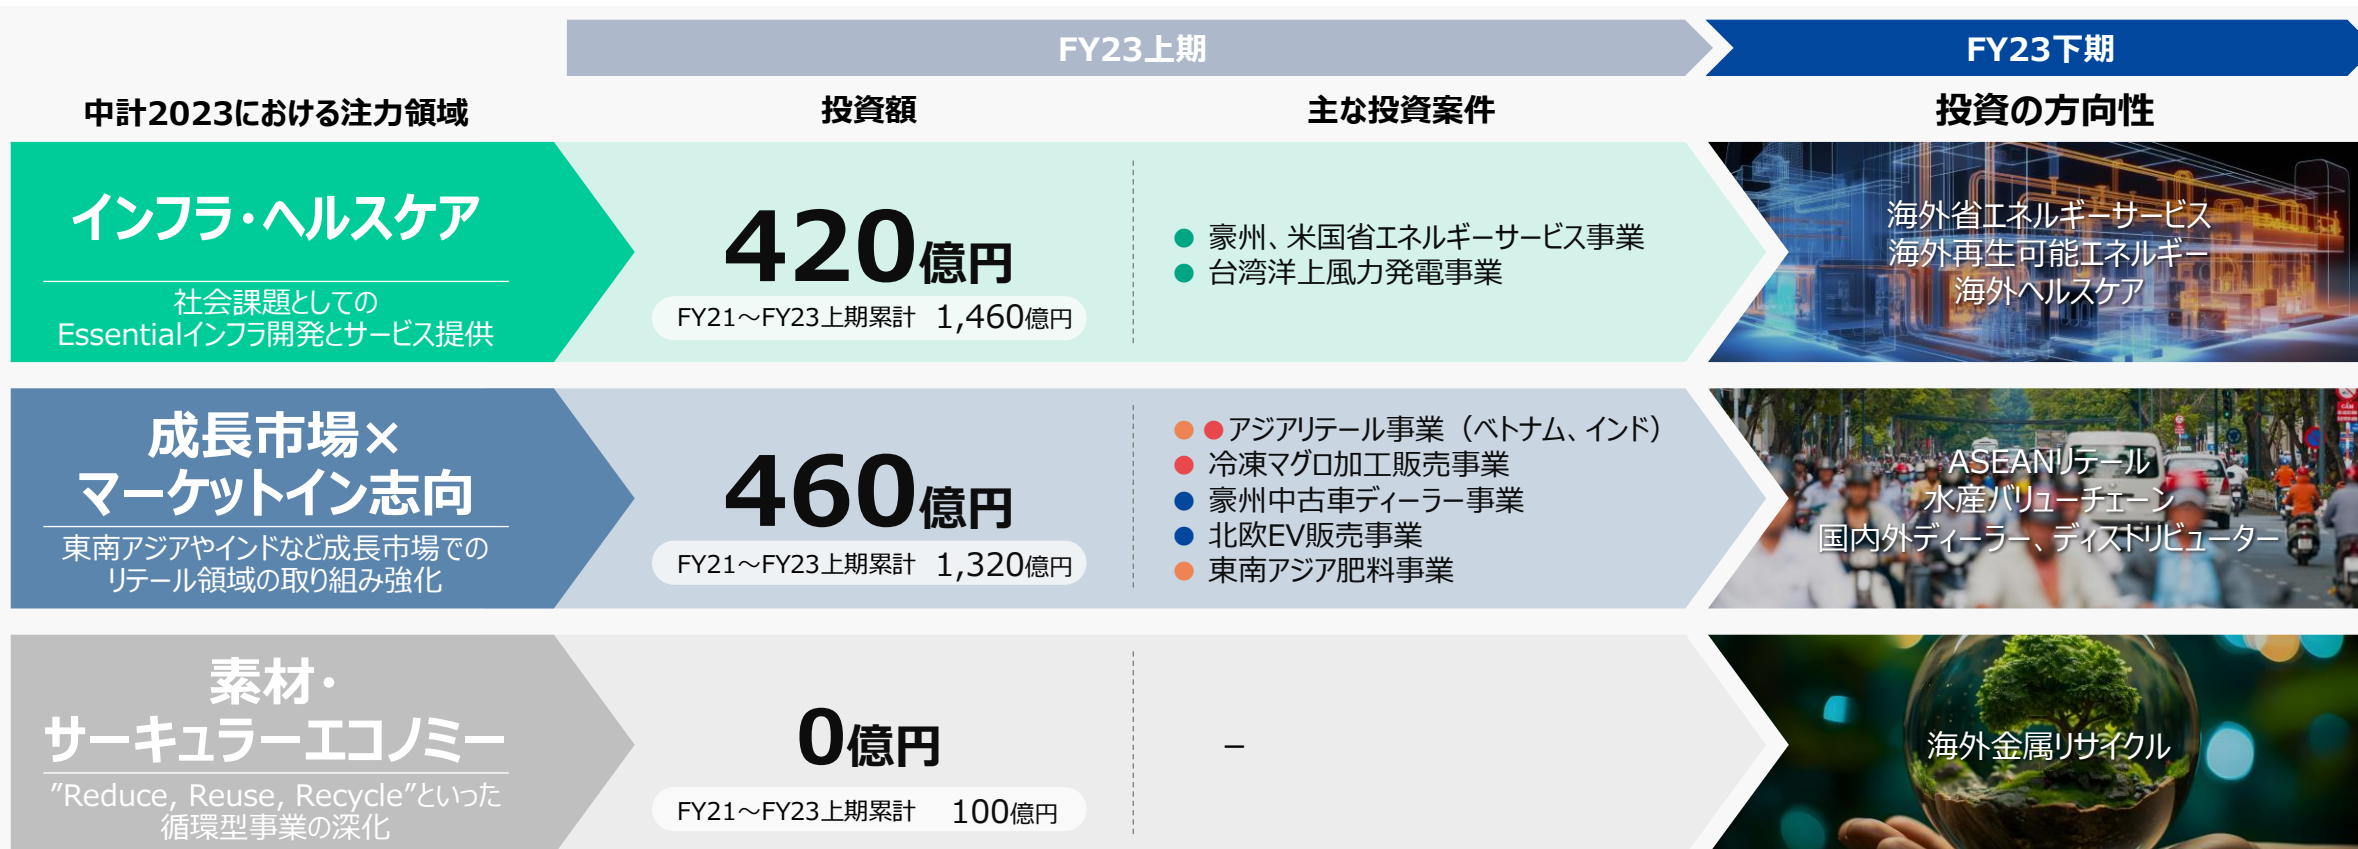 FY23上期
FY23下期
中計2023における注力領域
投資額
主な投資案件
投資の方向性
インフラ・ヘルスケア
社会課題としての
Essentialインフラ開発とサービス提供
420億円
FY21～FY23上期累計 1,460億円
● 豪州、米国省エネルギーサービス事業
● 台湾洋上風力発電事業
海外省エネルギーサービス
海外再生可能エネルギー
海外ヘルスケア
成長市場×
マーケットイン志向
東南アジアやインドなど成長市場での
リテール領域の取り組み強化
460億円
FY21～FY23上期累計 1,320億円
● ●アジアリテール事業（ベトナム、インド）
● 冷凍マグロ加工販売事業
● 豪州中古車ディーラー事業
● 北欧EV販売事業
● 東南アジア肥料事業
ASEANリテール
水産バリューチェーン
国内外ディーラー、ディストリビューター
素材・
サーキュラーエコノミー
”Reduce, Reuse, Recycle”といった
循環型事業の深化
0億円
FY21～FY23上期累計 100億円
–
海外金属リサイクル